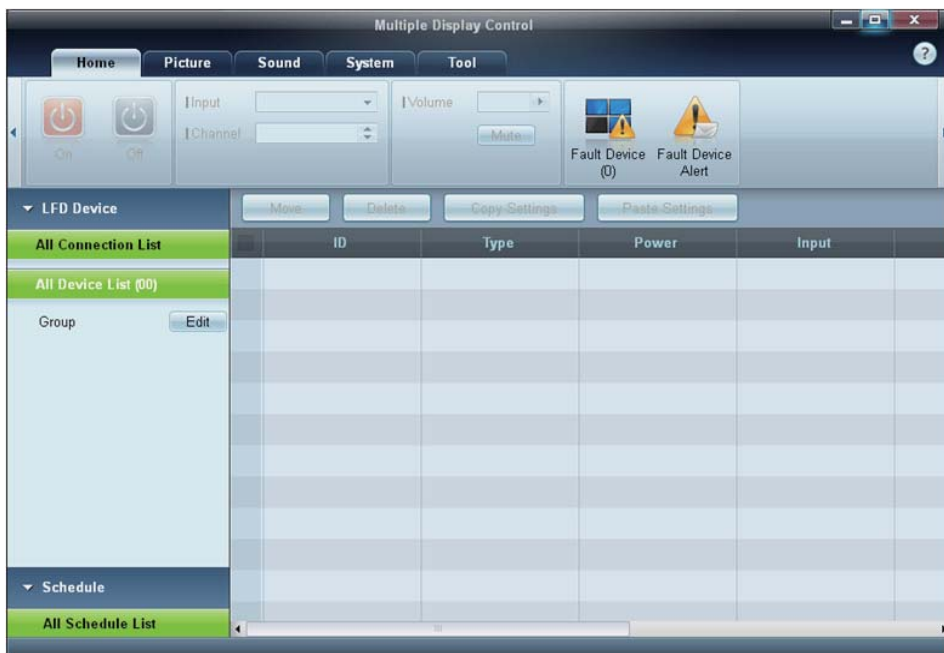 Multiple Display Control
Home Picture Sound System Tool
Input
Volume
Channel
Mute
On Off
Fault Device (0)
Fault Device Alert
LFD Device
Move Delete Copy Settings Paste Settings
All Connection List
ID Type Power Input
All Device List (00)
Group Edit
Schedule
All Schedule List